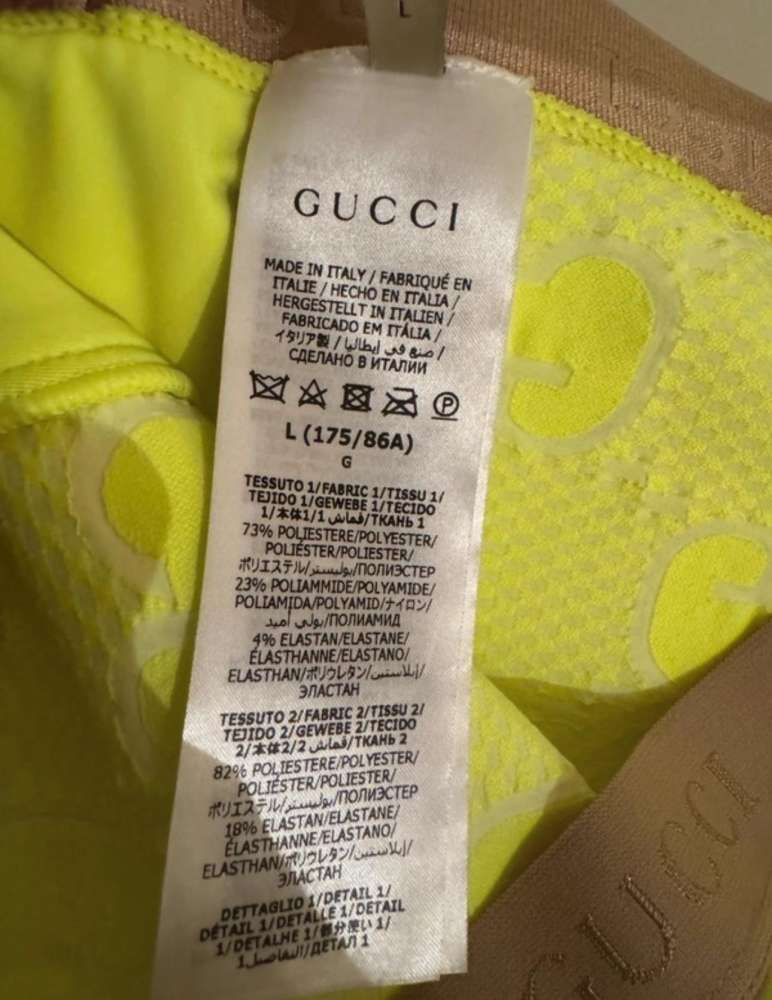 L
GUCCI
MADE IN ITALY / FABRIQUÉ EN
ITALIE / HECHO EN ITALIA /
HERGESTELLT IN ITALIEN /
FABRICADO EM ITÁLIA /
イタリア製 / صنع في إيطاليا /
СДЕЛАНО В ИТАЛИИ
P
L (175/86A)
G
TESSUTO 1/FABRIC 1/TISSU 1/
TEJIDO 1/GEWEBE 1/TECIDO
1/本体1/1 قماش/ТКАНЬ 1
73% POLIESTERE/POLYESTER/
POLIÉSTER/POLIESTER/
ポリエステル/بوليستر/ПОЛИЭСТЕР
23% POLIAMMIDE/POLYAMIDE/
POLIAMIDA/POLYAMID/ナイロン/
بولي أميد/ПОЛИАМИД
4% ELASTAN/ELASTANE/
ÉLASTHANNE/ELASTANO/
ELASTHAN/ポリウレタン/إيلاستين/
ЭЛАСТАН
TESSUTO 2/FABRIC 2/TISSU 2/
TEJIDO 2/GEWEBE 2/TECIDO
2/本体2/2 قماش/ТКАНЬ 2
82% POLIESTERE/POLYESTER/
POLIÉSTER/POLIESTER/
ポリエステル/بوليستر/ПОЛИЭСТЕР
18% ELASTAN/ELASTANE/
ÉLASTHANNE/ELASTANO/
ELASTHAN/ポリウレタン/إيلاستين/
ЭЛАСТАН
DETTAGLIO 1/DETAIL 1/
DÉTAIL 1/DETALLE 1/DETAIL
1/DETALHE 1/部分使い 1/
التفاصيل1/ДЕТАЛ 1
GUCCI